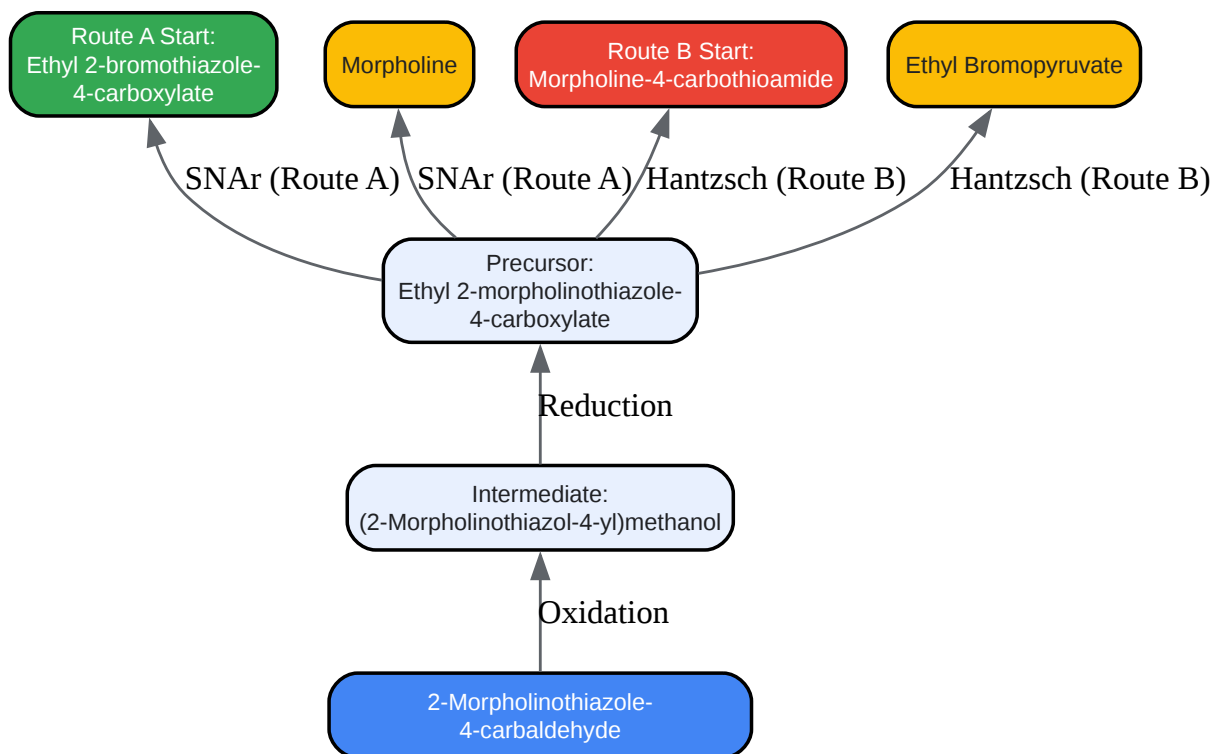 Route A Start:
Ethyl 2-bromothiazole-
4-carboxylate
Morpholine
Route B Start:
Morpholine-4-carbothioamide
Ethyl Bromopyruvate
SNAr (Route A)
SNAr (Route A)
Hantzsch (Route B)
Hantzsch (Route B)
Precursor:
Ethyl 2-morpholinothiazole-
4-carboxylate
Reduction
Intermediate:
(2-Morpholinothiazol-4-yl)methanol
Oxidation
2-Morpholinothiazole-
4-carbaldehyde